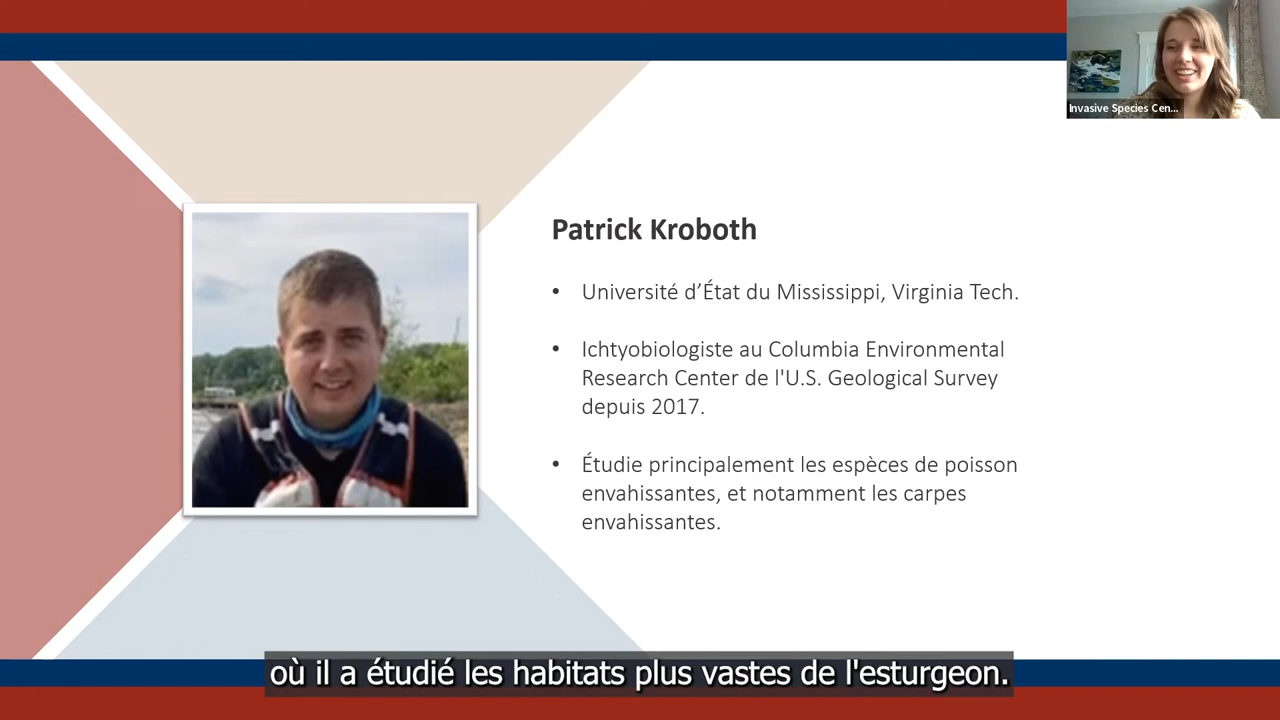 Invasive Species Cen...
Patrick Kroboth
• Université d’État du Mississippi, Virginia Tech.
• Ichtyobiologiste au Columbia Environmental
Research Center de l'U.S. Geological Survey
depuis 2017.
• Étudie principalement les espèces de poisson
envahissantes, et notamment les carpes
envahissantes.
où il a étudié les habitats plus vastes de l'esturgeon.